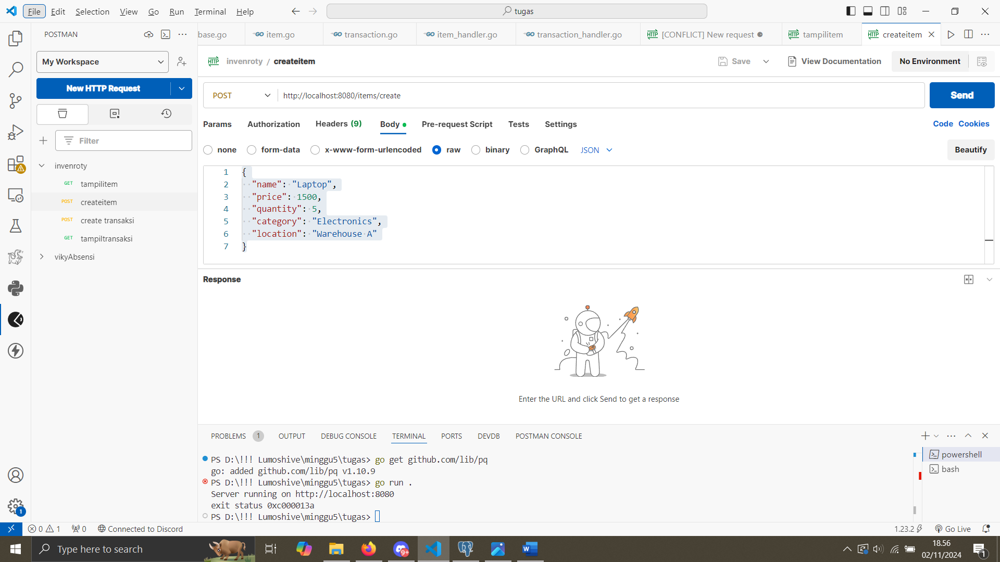 File Edit Selection View Go Run Terminal Help
tugas
POSTMAN
base.go
item.go
transaction.go
item_handler.go
transaction_handler.go
[CONFLICT] New request
tampilitem
createitem
My Workspace
invenroty / createitem
Save
View Documentation
No Environment
New HTTP Request
POST
http://localhost:8080/items/create
Send
Params Authorization Headers (9) Body Pre-request Script Tests Settings
Code Cookies
Filter
none form-data x-www-form-urlencoded raw binary GraphQL JSON
Beautify
invenroty
GET tampilitem
POST createitem
POST create transaksi
GET tampiltransaksi
vikyAbsensi
1 {
2 "name": "Laptop",
3 "price": 1500,
4 "quantity": 5,
5 "category": "Electronics",
6 "location": "Warehouse A"
7 }
Response
Enter the URL and click Send to get a response
PROBLEMS 1 OUTPUT DEBUG CONSOLE TERMINAL PORTS DEVDB POSTMAN CONSOLE
PS D:\!!! Lumoshive\minggu5\tugas> go get github.com/lib/pq
go: added github.com/lib/pq v1.10.9
PS D:\!!! Lumoshive\minggu5\tugas> go run .
Server running on http://localhost:8080
exit status 0xc000013a
PS D:\!!! Lumoshive\minggu5\tugas>
powershell
bash
1
0 1 0 Connected to Discord
1.23.2 Go Live
Type here to search
9+
18.56
02/11/2024
1